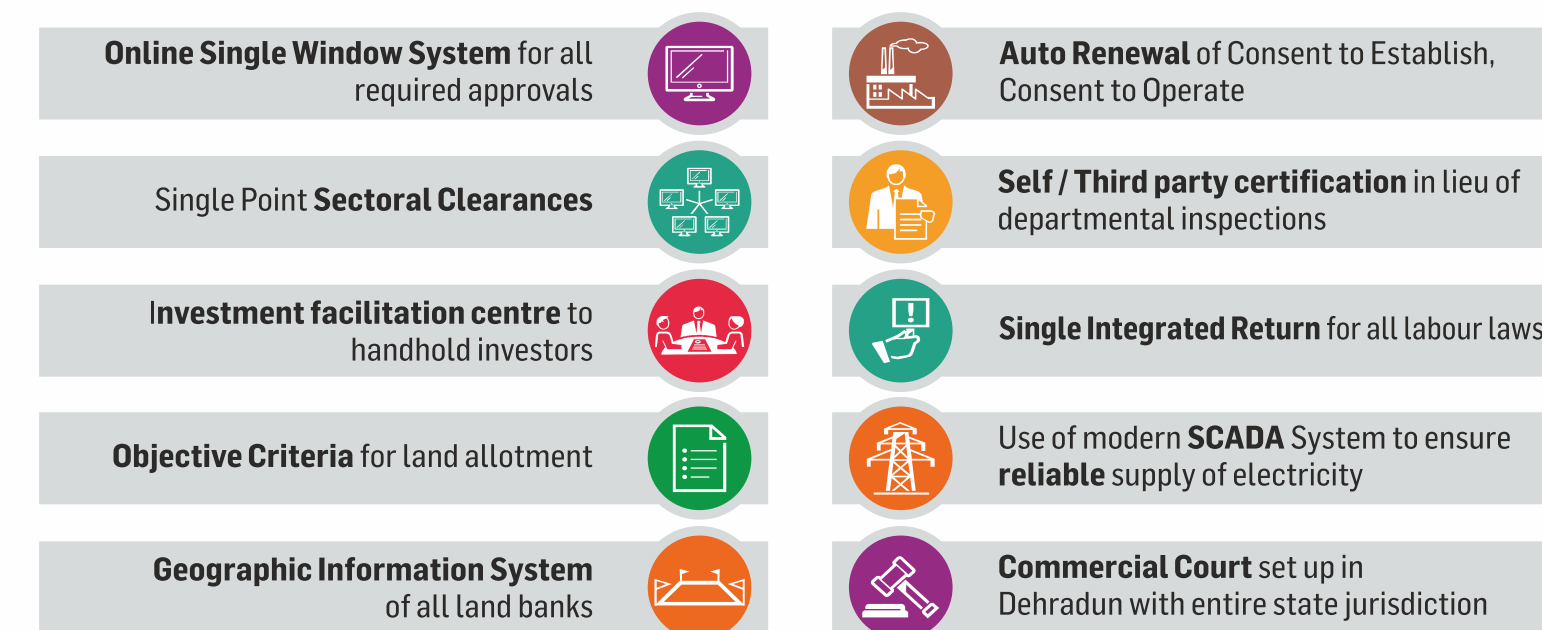 Online Single Window System for all
required approvals
Single Point Sectoral Clearances
Investment facilitation centre to
handhold investors
Objective Criteria for land allotment
Geographic Information System
of all land banks
Auto Renewal of Consent to Establish,
Consent to Operate
Self / Third party certification in lieu of
departmental inspections
Single Integrated Return for all labour laws
Use of modern SCADA System to ensure
reliable supply of electricity
Commercial Court set up in
Dehradun with entire state jurisdiction